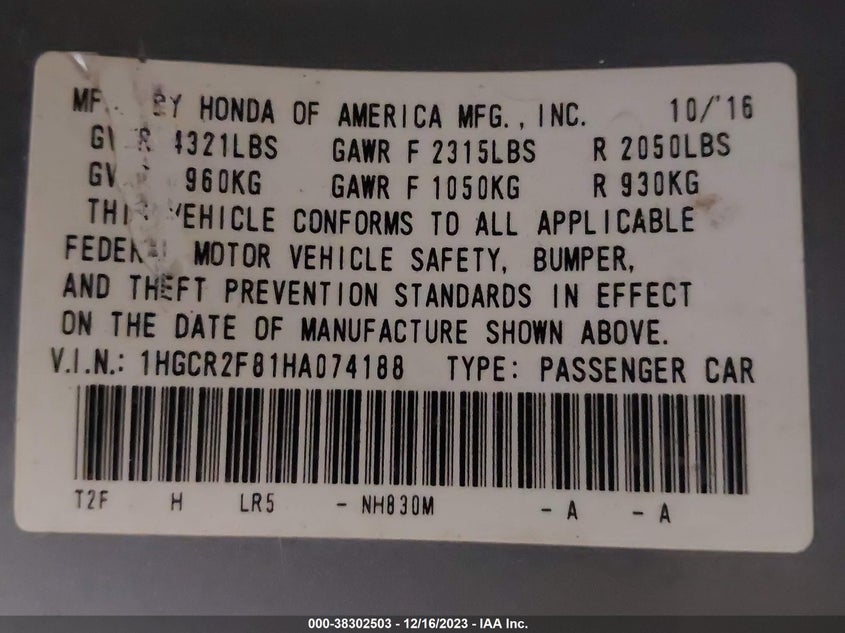 BY HONDA OF AMERICA MFG., INC. 10/'16
4321LBS GAWR F 2315LBS R 2050LBS
960KG GAWR F 1050KG R 930KG
THIS VEHICLE CONFORMS TO ALL APPLICABLE
FEDERAL MOTOR VEHICLE SAFETY, BUMPER,
AND THEFT PREVENTION STANDARDS IN EFFECT
ON THE DATE OF MANUFACTURE SHOWN ABOVE.
V.I.N.: 1HGCR2F81HA074188 TYPE: PASSENGER CAR
T2F H LR5 - NH830M - A - A
000-38302503 - 12/16/2023 - IAA Inc.